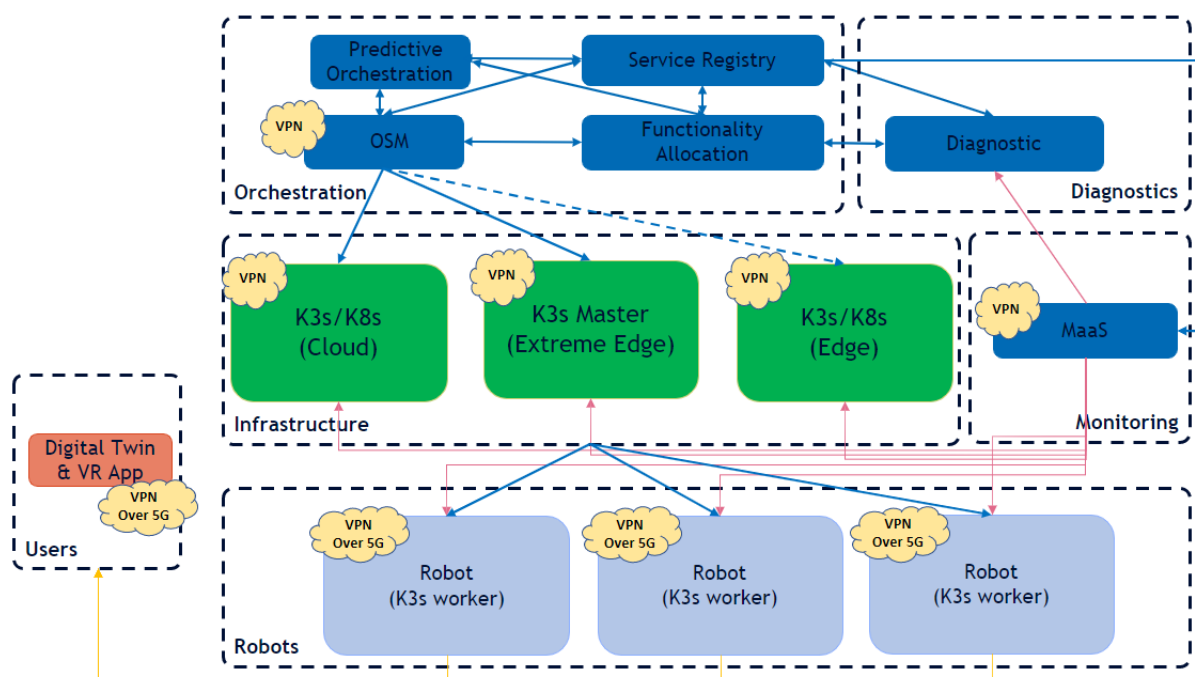 Predictive
Orchestration
Service Registry
VPN
OSM
Functionality
Allocation
Diagnostic
Orchestration
Diagnostics
VPN
K3s/K8s
(Cloud)
VPN
K3s Master
(Extreme Edge)
VPN
K3s/K8s
(Edge)
VPN
MaaS
Infrastructure
Monitoring
Digital Twin
& VR App
VPN
Over 5G
Users
VPN
Over 5G
Robot
(K3s worker)
VPN
Over 5G
Robot
(K3s worker)
VPN
Over 5G
Robot
(K3s worker)
Robots